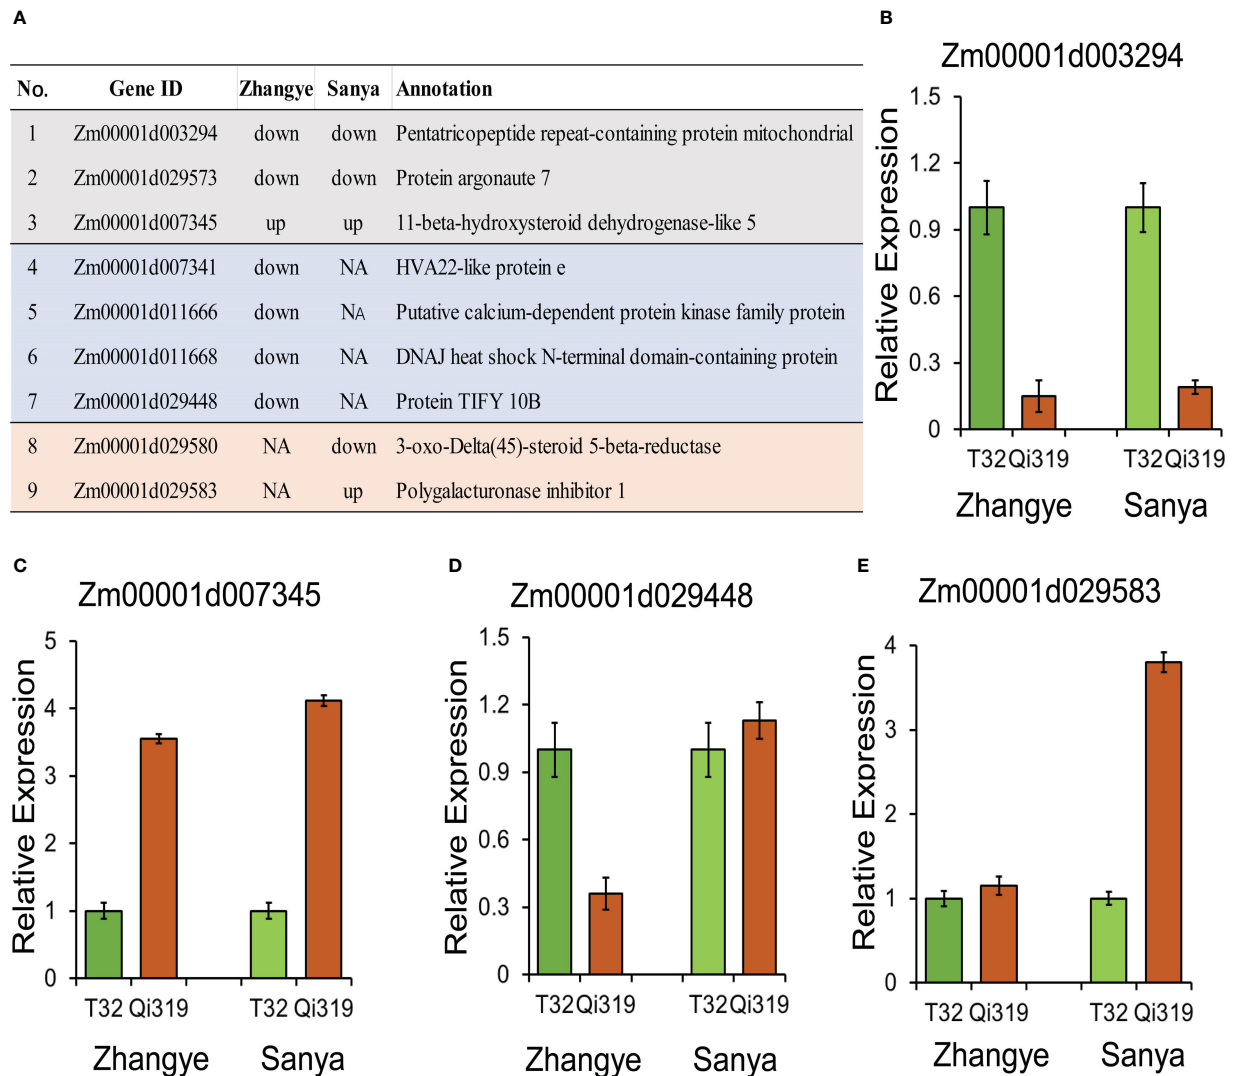 A
No. Gene ID Zhangye Sanya Annotation
1 Zm00001d003294 down down Pentatricopeptide repeat-containing protein mitochondrial
2 Zm00001d029573 down down Protein argonaute 7
3 Zm00001d007345 up up 11-beta-hydroxysteroid dehydrogenase-like 5
4 Zm00001d007341 down NA HVA22-like protein e
5 Zm00001d011666 down NA Putative calcium-dependent protein kinase family protein
6 Zm00001d011668 down NA DNAJ heat shock N-terminal domain-containing protein
7 Zm00001d029448 down NA Protein TIFY 10B
8 Zm00001d029580 NA down 3-oxo-Delta(45)-steroid 5-beta-reductase
9 Zm00001d029583 NA up Polygalacturonase inhibitor 1
B
Zm00001d003294
Relative Expression
1.5
1.2
0.9
0.6
0.3
0
T32 Qi319 T32 Qi319
Zhangye Sanya
C
Zm00001d007345
Relative Expression
5
4
3
2
1
0
T32 Qi319 T32 Qi319
Zhangye Sanya
D
Zm00001d029448
Relative Expression
1.5
1.2
0.9
0.6
0.3
0
T32 Qi319 T32 Qi319
Zhangye Sanya
E
Zm00001d029583
Relative Expression
4
3
2
1
0
T32 Qi319 T32 Qi319
Zhangye Sanya